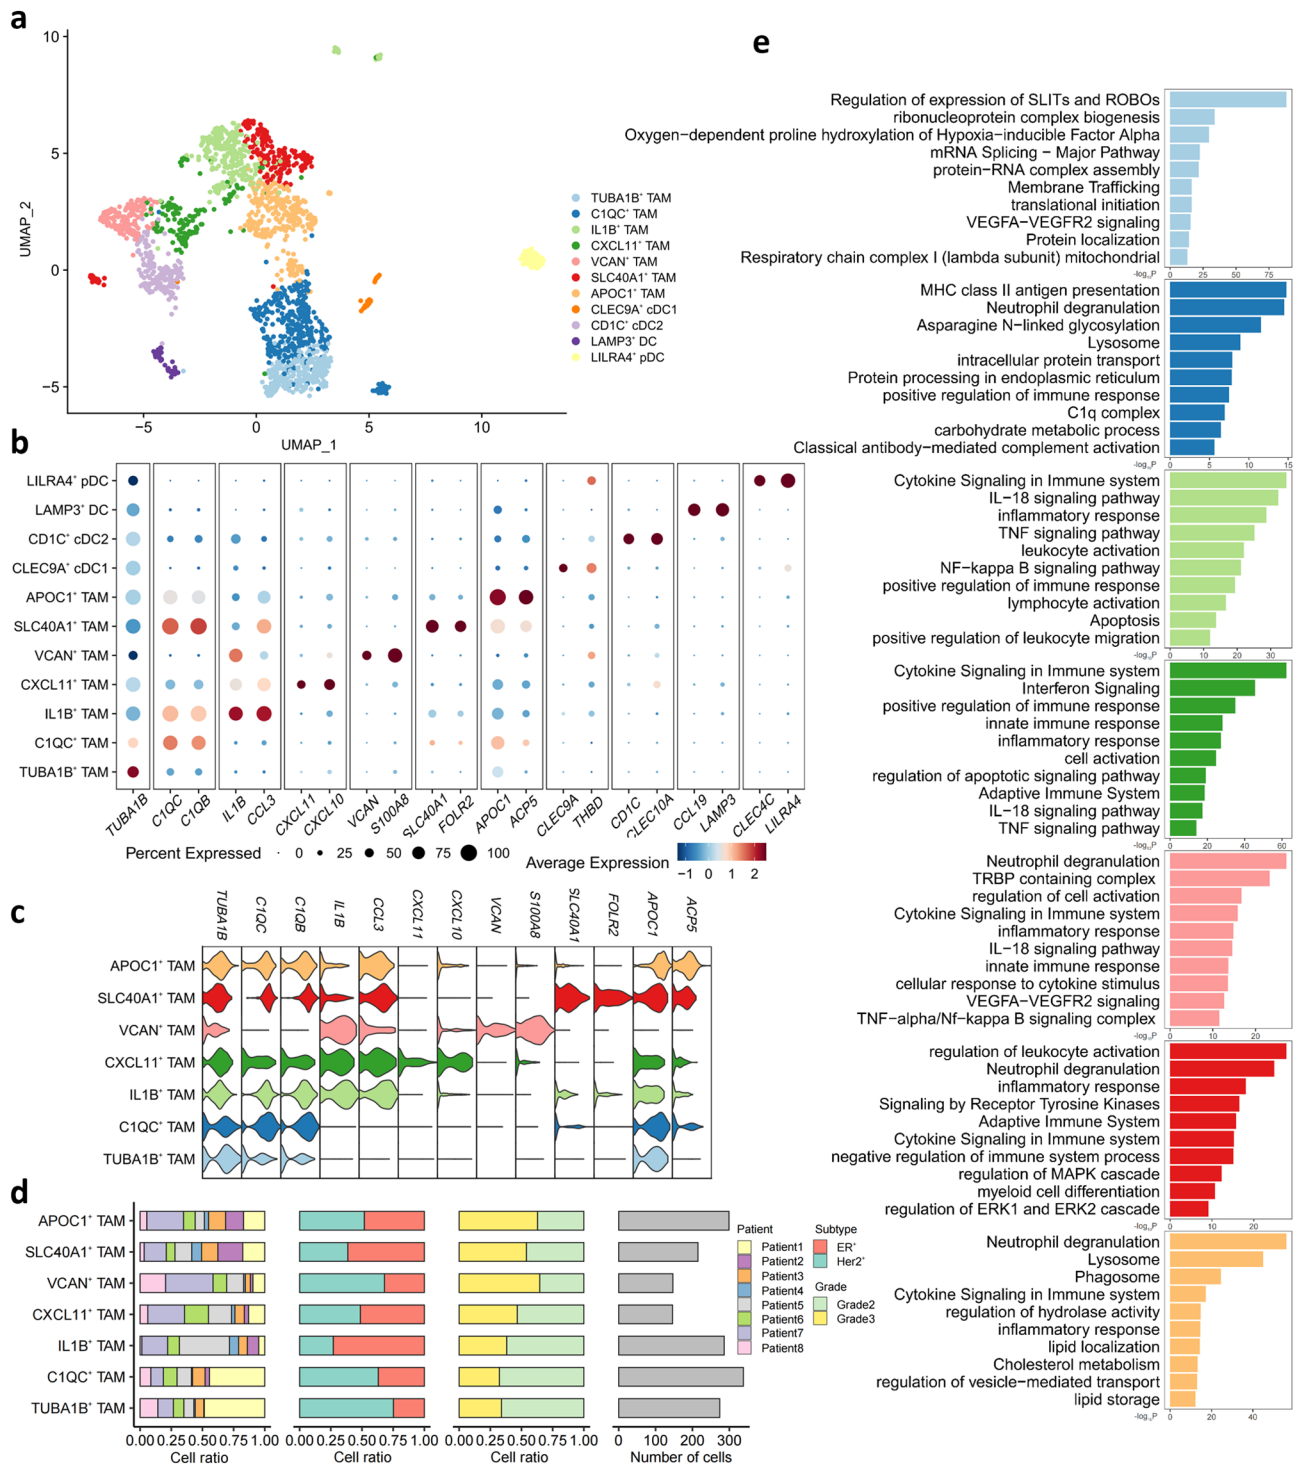 a
10
5
0
−5
UMAP_2
−5 0 5 10
UMAP_1
TUBA1B⁺ TAM
C1QC⁺ TAM
IL1B⁺ TAM
CXCL11⁺ TAM
VCAN⁺ TAM
SLC40A1⁺ TAM
APOC1⁺ TAM
CLEC9A⁺ cDC1
CD1C⁺ cDC2
LAMP3⁺ DC
LILRA4⁺ pDC
b
LILRA4⁺ pDC
LAMP3⁺ DC
CD1C⁺ cDC2
CLEC9A⁺ cDC1
APOC1⁺ TAM
SLC40A1⁺ TAM
VCAN⁺ TAM
CXCL11⁺ TAM
IL1B⁺ TAM
C1QC⁺ TAM
TUBA1B⁺ TAM
TUBA1B C1QC C1QB IL1B CCL3 CXCL11 CXCL10 VCAN S100A8 SLC40A1 FOLR2 APOC1 ACP5 CLEC9A THBD CD1C CLEC10A CCL19 LAMP3 CLEC4C LILRA4
Percent Expressed 0 25 50 75 100
Average Expression −1 0 1 2
c
TUBA1B C1QC C1QB IL1B CCL3 CXCL11 CXCL10 VCAN S100A8 SLC40A1 FOLR2 APOC1 ACP5
APOC1⁺ TAM
SLC40A1⁺ TAM
VCAN⁺ TAM
CXCL11⁺ TAM
IL1B⁺ TAM
C1QC⁺ TAM
TUBA1B⁺ TAM
d
APOC1⁺ TAM
SLC40A1⁺ TAM
VCAN⁺ TAM
CXCL11⁺ TAM
IL1B⁺ TAM
C1QC⁺ TAM
TUBA1B⁺ TAM
0.00 0.25 0.50 0.75 1.00
Cell ratio
0.00 0.25 0.50 0.75 1.00
Cell ratio
0.00 0.25 0.50 0.75 1.00
Cell ratio
0 100 200 300
Number of cells
Patient
Patient1
Patient2
Patient3
Patient4
Patient5
Patient6
Patient7
Patient8
Subtype
ER⁺
Her2⁺
Grade
Grade2
Grade3
e
Regulation of expression of SLITs and ROBOs
ribonucleoprotein complex biogenesis
Oxygen−dependent proline hydroxylation of Hypoxia−inducible Factor Alpha
mRNA Splicing − Major Pathway
protein−RNA complex assembly
Membrane Trafficking
translational initiation
VEGFA−VEGFR2 signaling
Protein localization
Respiratory chain complex I (lambda subunit) mitochondrial
-log₁₀P 0 25 50 75
MHC class II antigen presentation
Neutrophil degranulation
Asparagine N−linked glycosylation
Lysosome
intracellular protein transport
Protein processing in endoplasmic reticulum
positive regulation of immune response
C1q complex
carbohydrate metabolic process
Classical antibody−mediated complement activation
-log₁₀P 0 5 10 15
Cytokine Signaling in Immune system
IL−18 signaling pathway
inflammatory response
TNF signaling pathway
leukocyte activation
NF−kappa B signaling pathway
positive regulation of immune response
lymphocyte activation
Apoptosis
positive regulation of leukocyte migration
-log₁₀P 0 10 20 30
Cytokine Signaling in Immune system
Interferon Signaling
positive regulation of immune response
innate immune response
inflammatory response
cell activation
regulation of apoptotic signaling pathway
Adaptive Immune System
IL−18 signaling pathway
TNF signaling pathway
-log₁₀P 0 20 40 60
Neutrophil degranulation
TRBP containing complex
regulation of cell activation
Cytokine Signaling in Immune system
inflammatory response
IL−18 signaling pathway
innate immune response
cellular response to cytokine stimulus
VEGFA−VEGFR2 signaling
TNF−alpha/Nf−kappa B signaling complex
-log₁₀P 0 10 20
regulation of leukocyte activation
Neutrophil degranulation
inflammatory response
Signaling by Receptor Tyrosine Kinases
Adaptive Immune System
Cytokine Signaling in Immune system
negative regulation of immune system process
regulation of MAPK cascade
myeloid cell differentiation
regulation of ERK1 and ERK2 cascade
-log₁₀P 0 10 20
Neutrophil degranulation
Lysosome
Phagosome
Cytokine Signaling in Immune system
regulation of hydrolase activity
inflammatory response
lipid localization
Cholesterol metabolism
regulation of vesicle−mediated transport
lipid storage
-log₁₀P 0 20 40